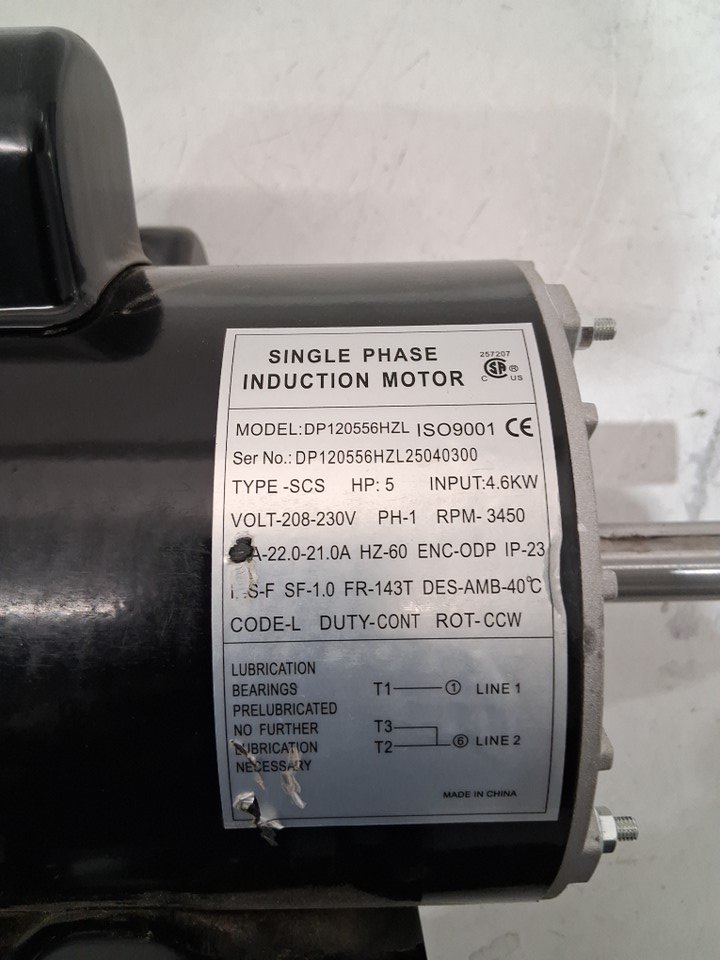 SINGLE PHASE
INDUCTION MOTOR
257207
C SA ® US
MODEL:DP120556HZL ISO9001 CE
Ser No.: DP120556HZL25040300
TYPE -SCS HP: 5 INPUT:4.6KW
VOLT-208-230V PH-1 RPM- 3450
A-22.0-21.0A HZ-60 ENC-ODP IP-23
S-F SF-1.0 FR-143T DES-AMB-40℃
CODE-L DUTY-CONT ROT- CCW
LUBRICATION
BEARINGS T1 1 LINE 1
PRELUBRICATED
NO FURTHER T3
LUBRICATION T2 6 LINE 2
NECESSARY
MADE IN CHINA